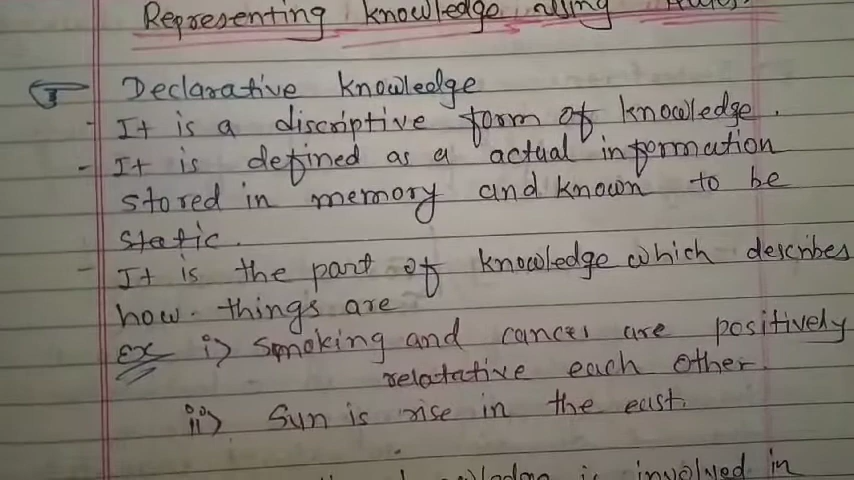 Representing knowledge using Rules.
Declarative knowledge
- It is a discriptive form of knowledge.
- It is defined as a actual information
stored in memory and known to be
static.
- It is the part of knowledge which describes
how things are
ex i) smoking and cancer are positively
relatative each other.
ii) Sun is rise in the east.
is involved in